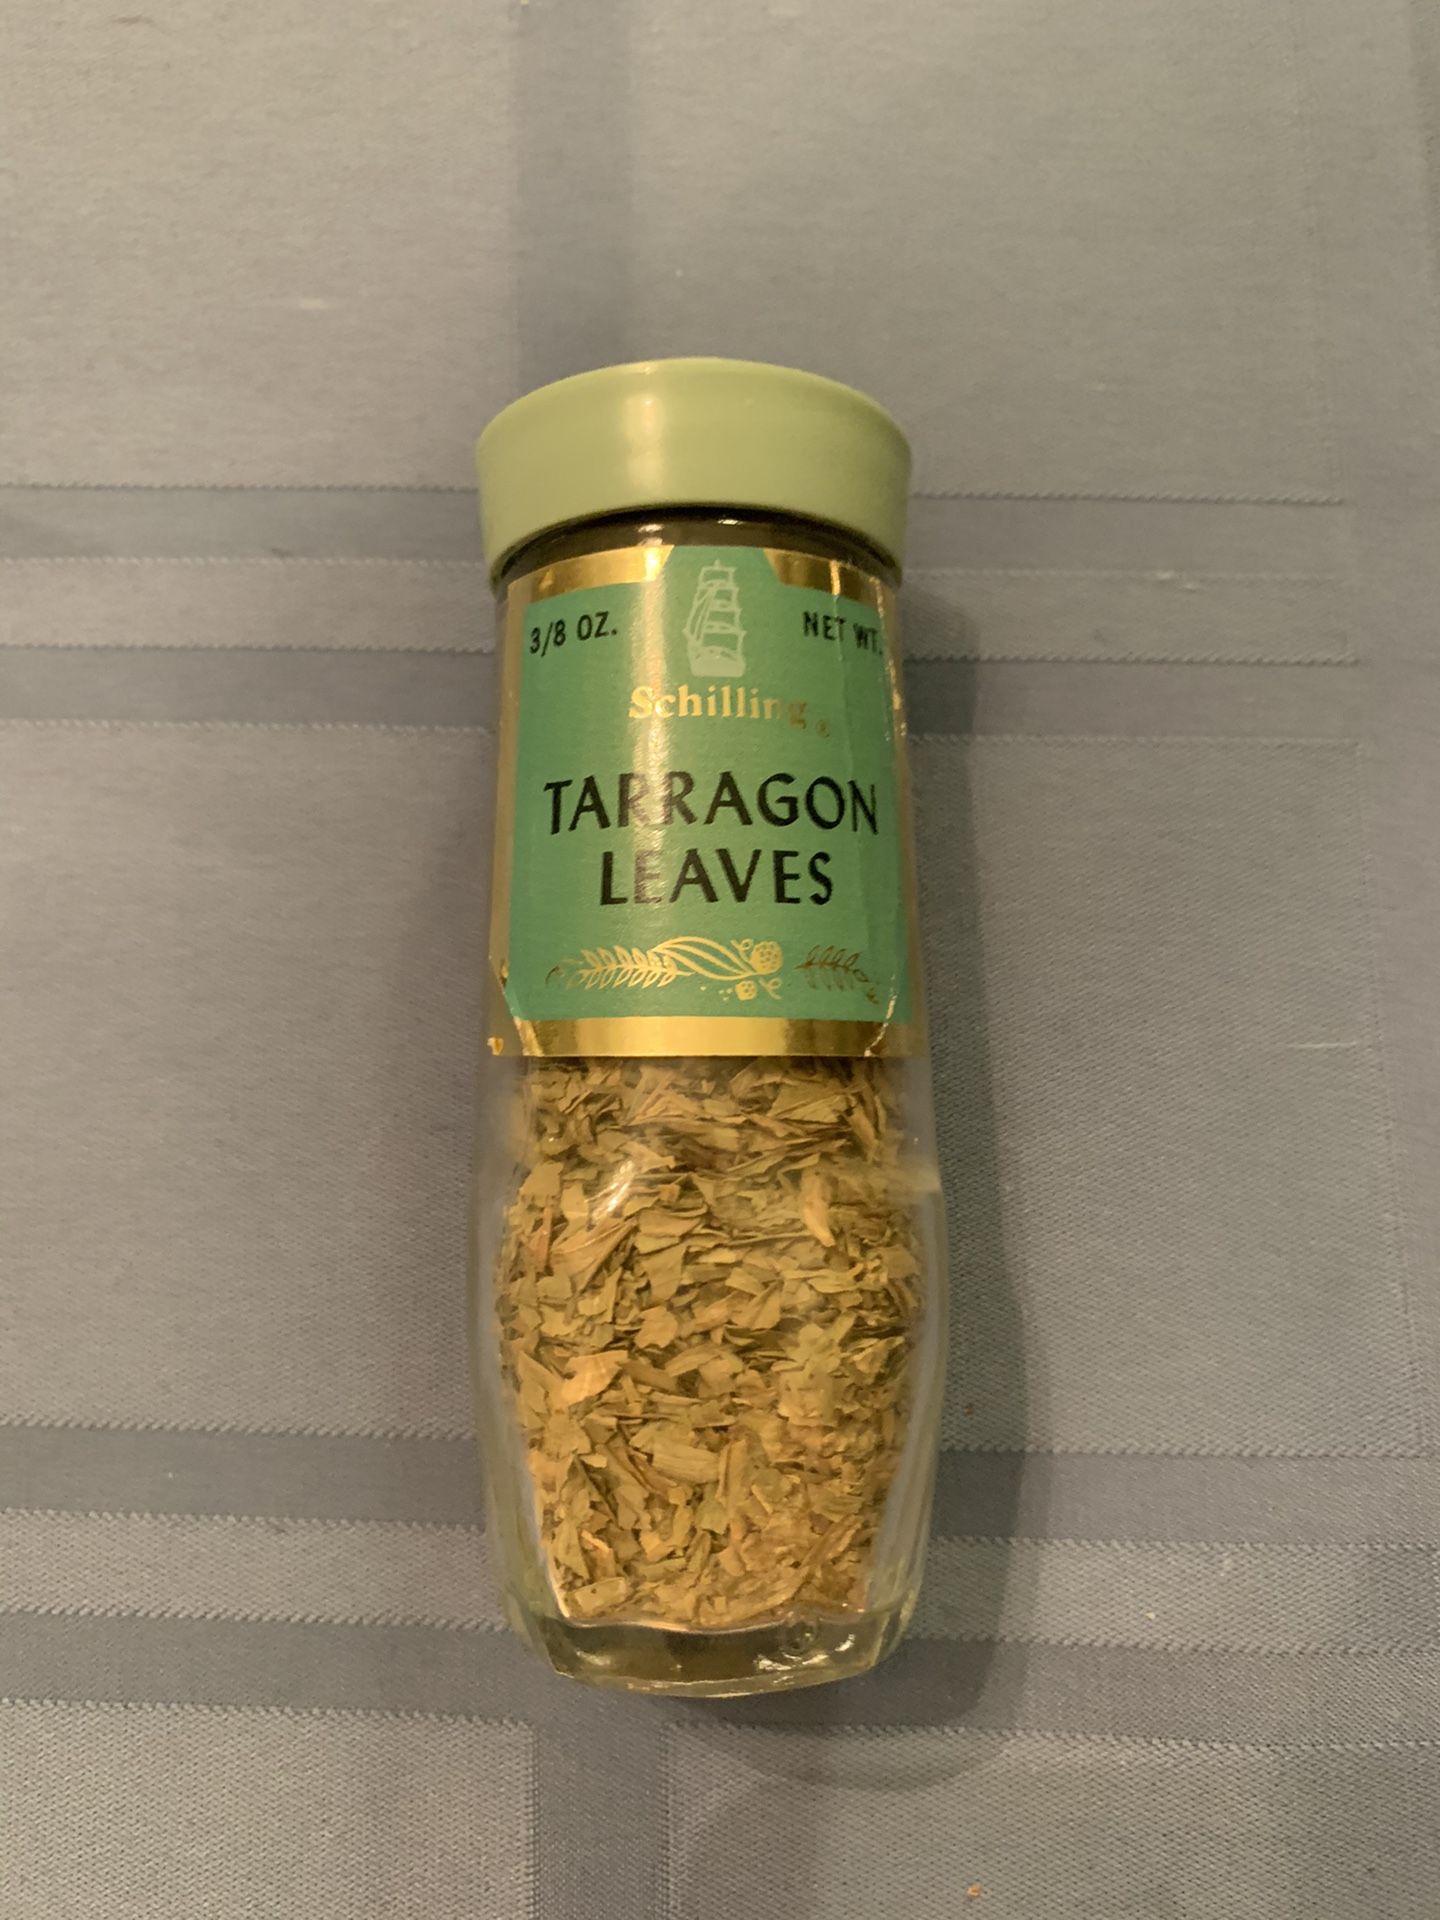 3/8 OZ. NET WT.
Schilling®
TARRAGON
LEAVES